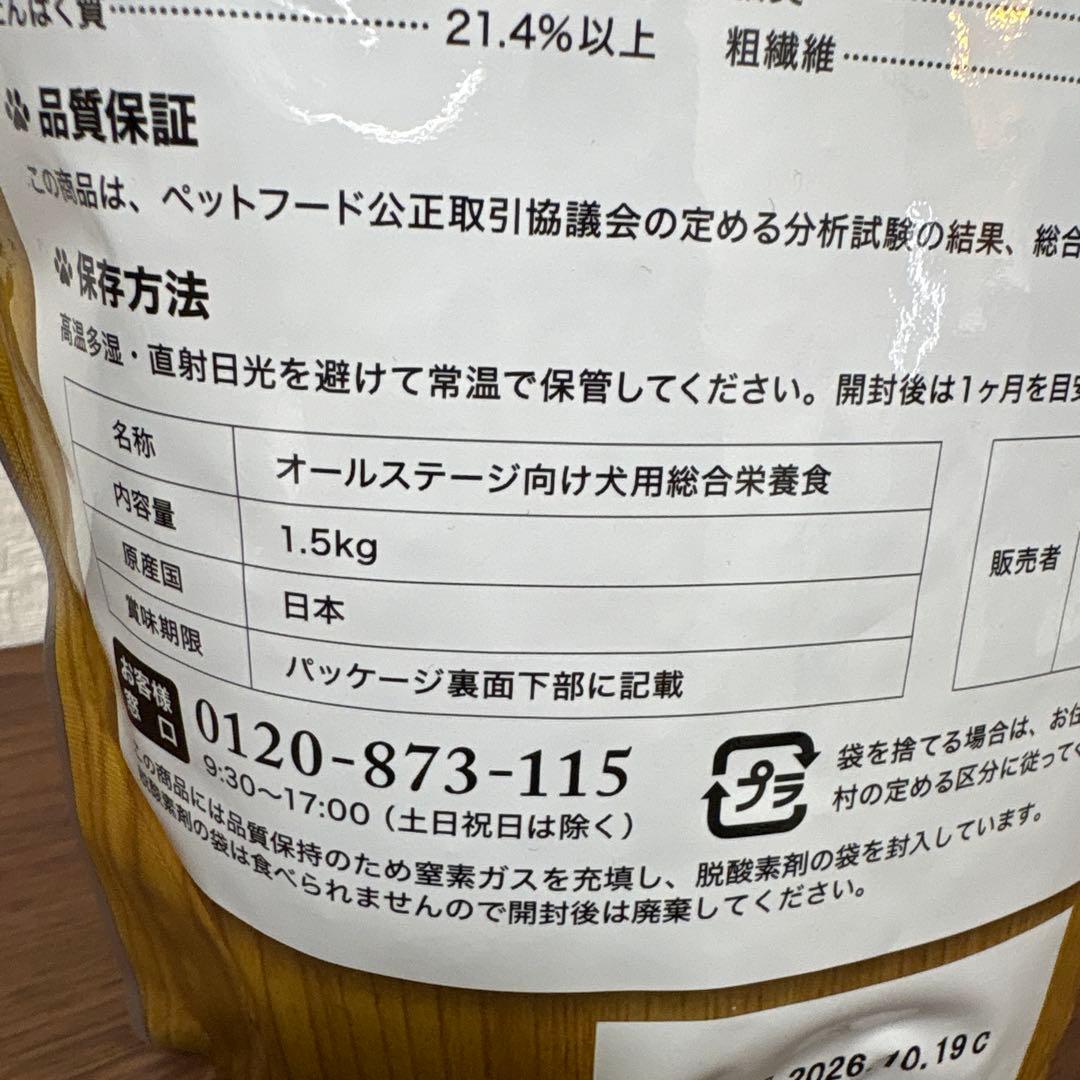 たんぱく質 21.4%以上 粗繊維
品質保証
この商品は、ペットフード公正取引協議会の定める分析試験の結果、総合
保存方法
高温多湿・直射日光を避けて常温で保管してください。開封後は1ヶ月を目安
名称 オールステージ向け犬用総合栄養食
内容量 1.5kg
原産国 日本
賞味期限 パッケージ裏面下部に記載
販売者
お客様
窓口
0120-873-115
9:30〜17:00(土日祝日は除く)
プラ
袋を捨てる場合は、お住
村の定める区分に従って
この商品には品質保持のため窒素ガスを充填し、脱酸素剤の袋を封入しています。
脱酸素剤の袋は食べられませんので開封後は廃棄してください。
2026.10.19C